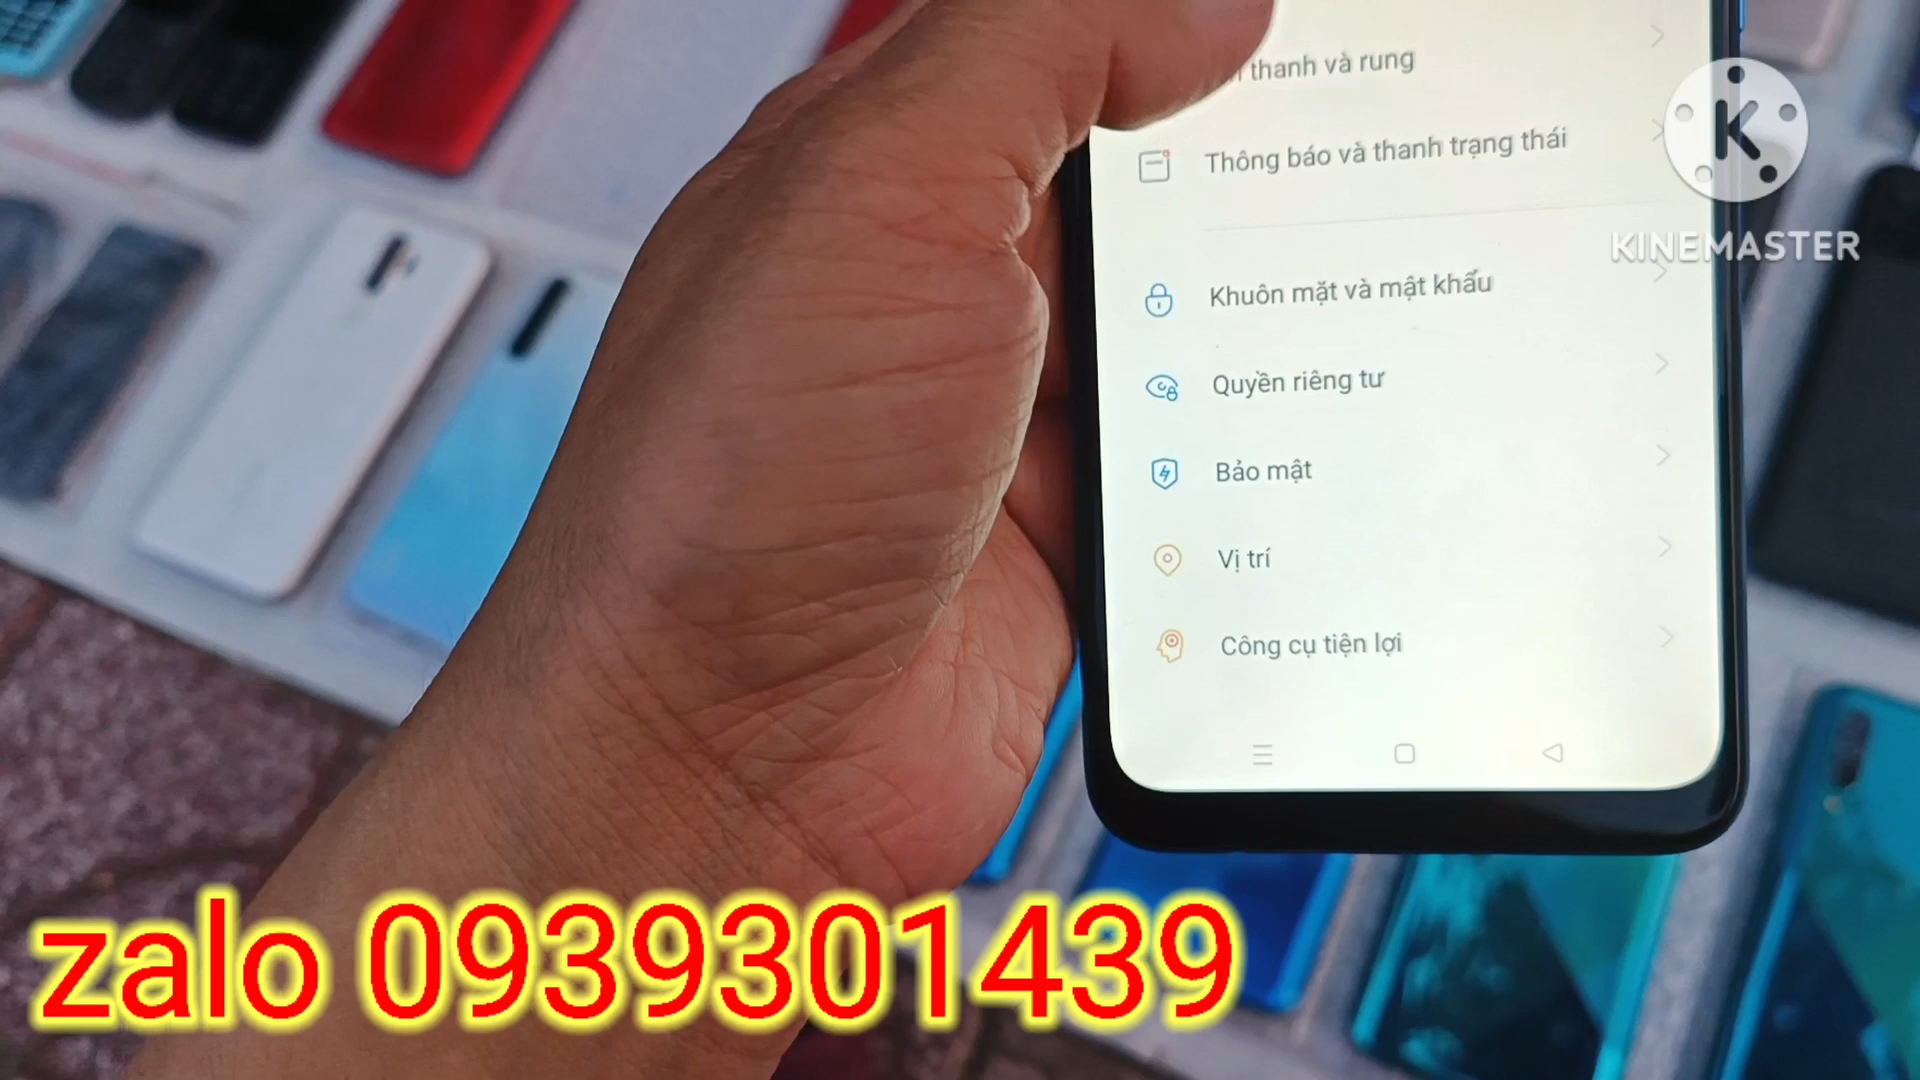 thanh và rung
Thông báo và thanh trạng thái
K
KINEMASTER
Khuôn mặt và mật khẩu
Quyền riêng tư
Bảo mật
Vị trí
Công cụ tiện lợi
zalo 0939301439